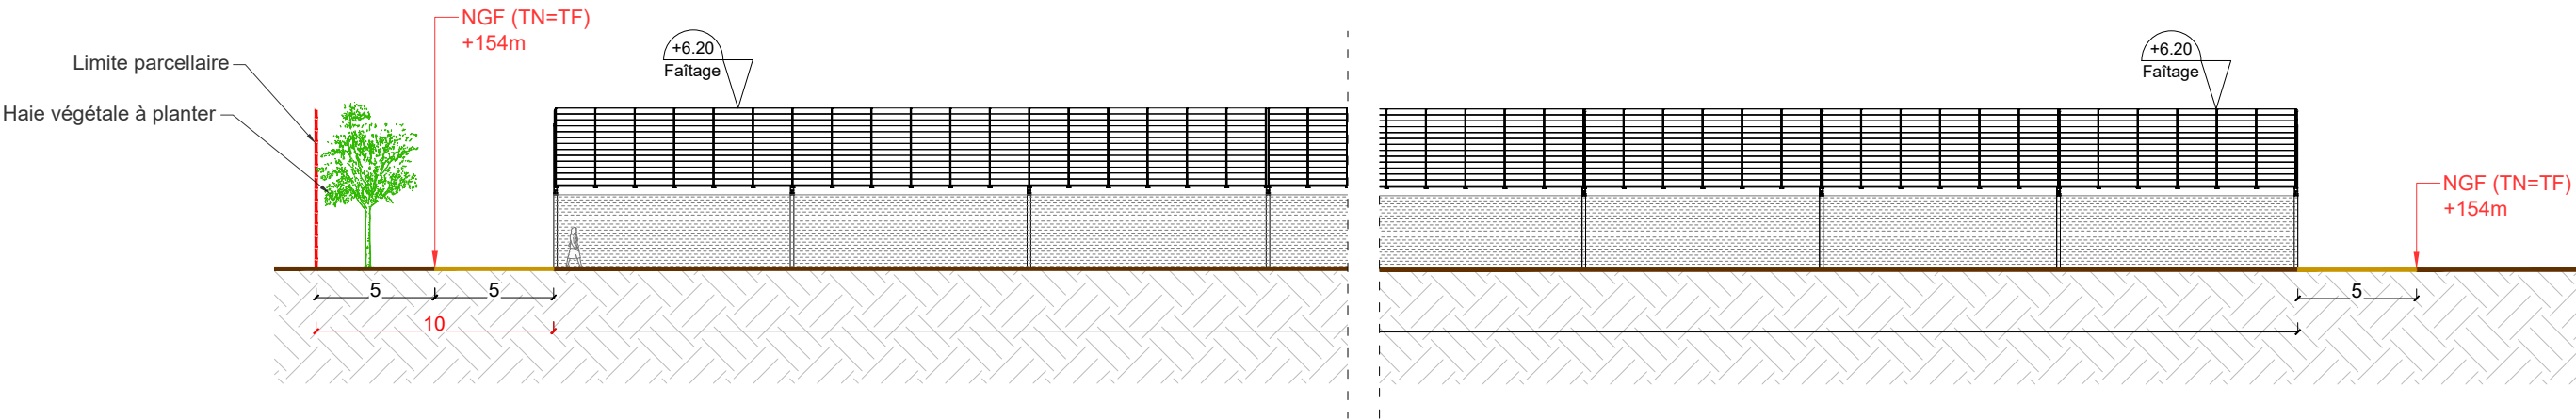 NGF (TN=TF)
+154m
Limite parcellaire
Haie végétale à planter
+6.20
Faîtage
+6.20
Faîtage
NGF (TN=TF)
+154m
5
5
10
5